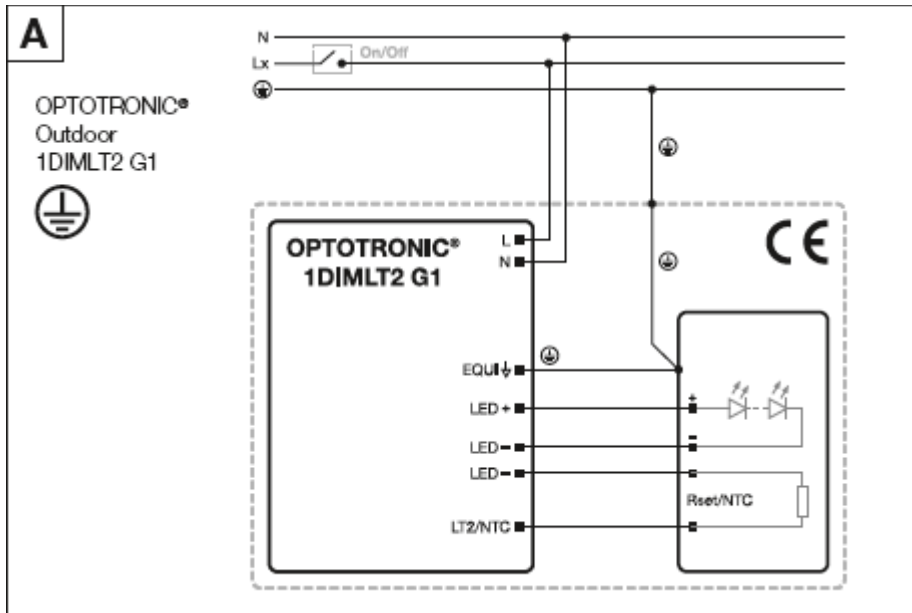 A
N
Lx
On/Off
OPTOTRONIC®
Outdoor
1DIMLT2 G1
OPTOTRONIC®
1DIMLT2 G1
L
N
CE
EQUI
LED +
LED -
LED -
LT2/NTC
+
-
Rset/NTC